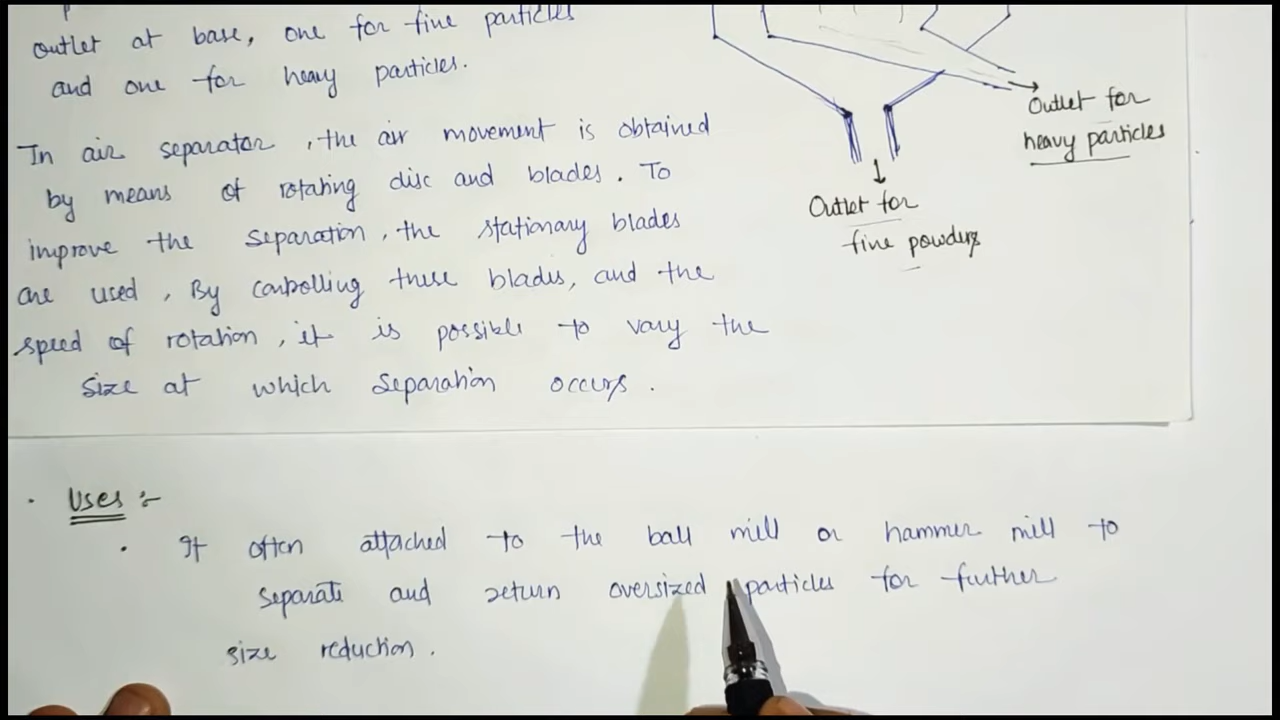 outlet at base, one for fine particles
and one for heavy particles.
In air separator, the air movement is obtained
by means of rotating disc and blades. To
improve the separation, the stationary blades
are used, By controlling these blades, and the
speed of rotation, it is possible to vary the
size at which separation occurs.
Outlet for
heavy particles
Outlet for
fine powders
Uses :-
It often attached to the ball mill or hammer mill to
separate and return oversized particles for further
size reduction.